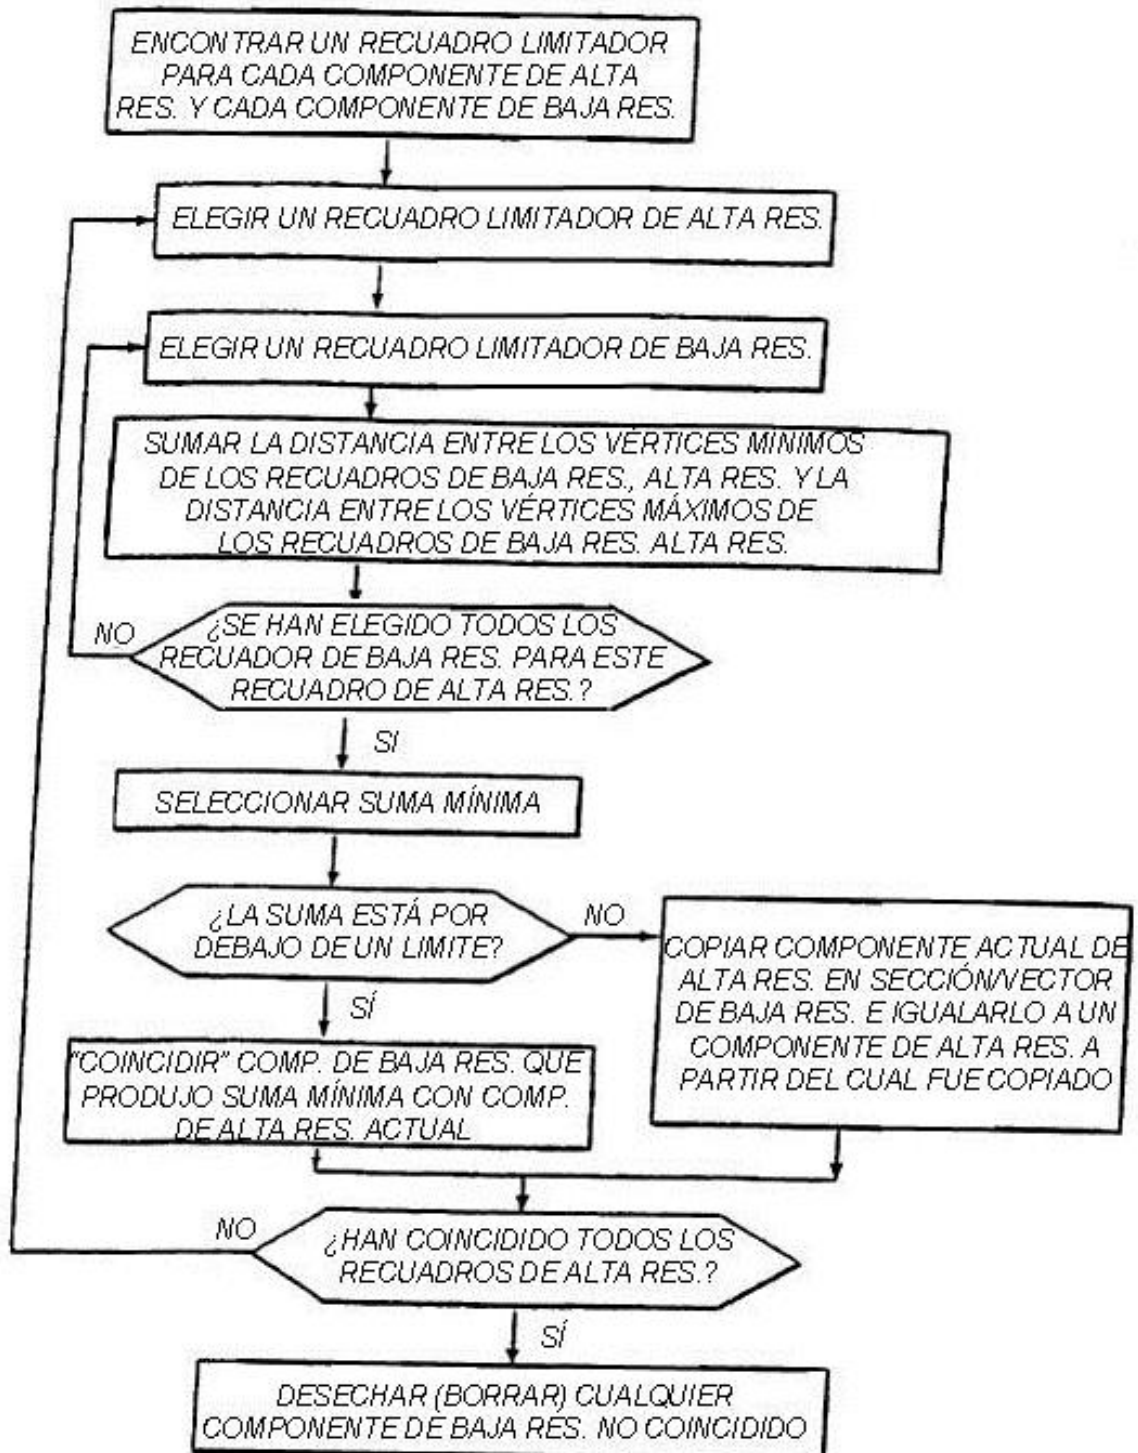 ENCONTRAR UN RECUADRO LIMITADOR
PARA CADA COMPONENTE DE ALTA
RES. Y CADA COMPONENTE DE BAJA RES.
ELEGIR UN RECUADRO LIMITADOR DE ALTA RES.
ELEGIR UN RECUADRO LIMITADOR DE BAJA RES.
SUMAR LA DISTANCIA ENTRE LOS VÉRTICES MÍNIMOS
DE LOS RECUADROS DE BAJA RES., ALTA RES. Y LA
DISTANCIA ENTRE LOS VÉRTICES MÁXIMOS DE
LOS RECUADROS DE BAJA RES. ALTA RES.
NO
¿SE HAN ELEGIDO TODOS LOS
RECUADOR DE BAJA RES. PARA ESTE
RECUADRO DE ALTA RES.?
SI
SELECCIONAR SUMA MÍNIMA
¿LA SUMA ESTÁ POR
DEBAJO DE UN LIMITE?
NO
COPIAR COMPONENTE ACTUAL DE
ALTA RES. EN SECCIÓN/VECTOR
DE BAJA RES. E IGUALARLO A UN
COMPONENTE DE ALTA RES. A
PARTIR DEL CUAL FUE COPIADO
SÍ
"COINCIDIR" COMP. DE BAJA RES. QUE
PRODUJO SUMA MÍNIMA CON COMP.
DE ALTA RES. ACTUAL
NO
¿HAN COINCIDIDO TODOS LOS
RECUADROS DE ALTA RES.?
SÍ
DESECHAR (BORRAR) CUALQUIER
COMPONENTE DE BAJA RES. NO COINCIDIDO